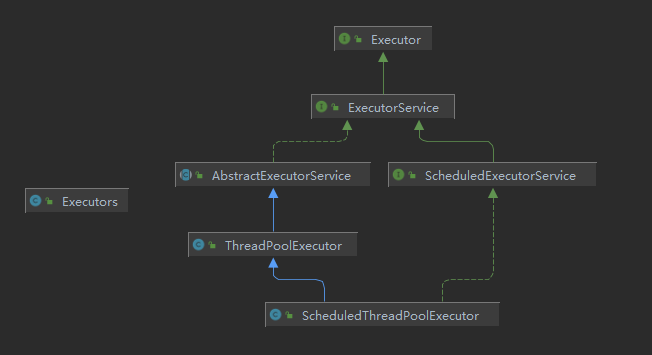 Executor
ExecutorService
AbstractExecutorService
ScheduledExecutorService
Executors
ThreadPoolExecutor
ScheduledThreadPoolExecutor